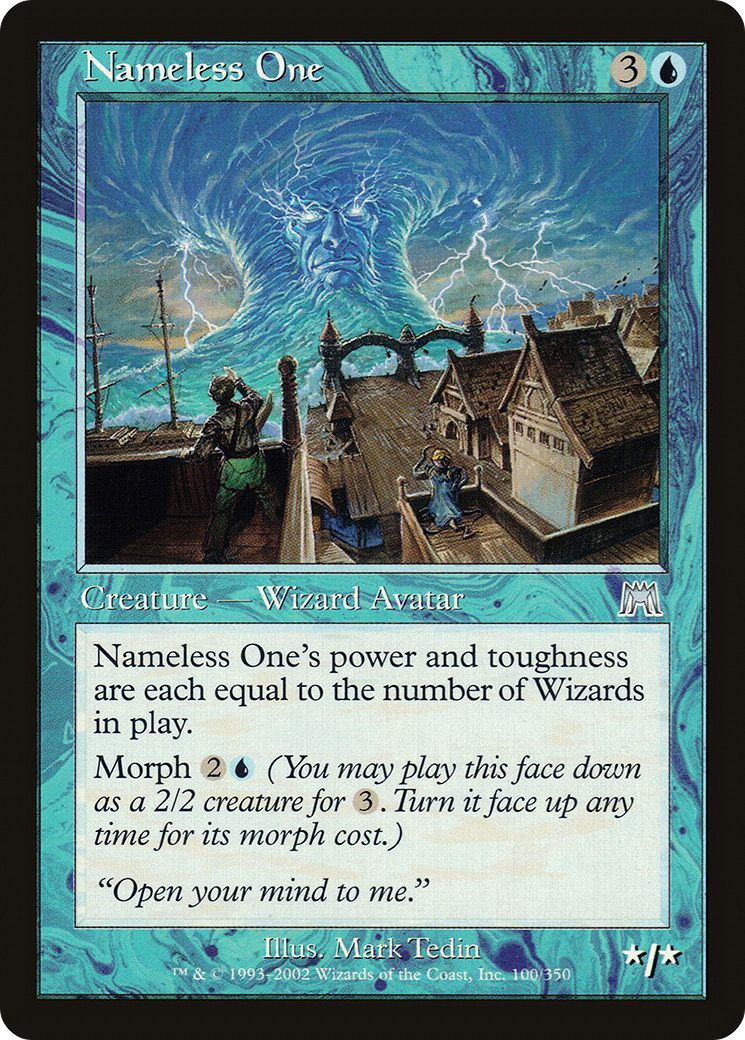 Nameless One 3
Creature — Wizard Avatar
Nameless One's power and toughness
are each equal to the number of Wizards
in play.
Morph 2 (You may play this face down
as a 2/2 creature for 3. Turn it face up any
time for its morph cost.)
“Open your mind to me.”
Illus. Mark Tedin
™ & © 1993–2002 Wizards of the Coast, Inc. 100/350
*/*